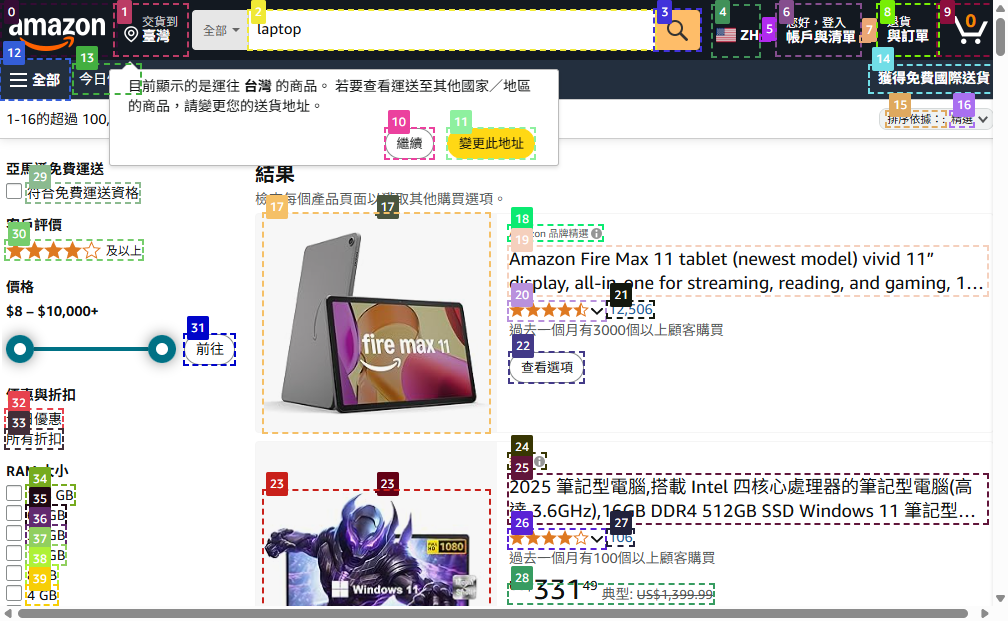 0
amazon
1
交貨到
臺灣
全部
2
laptop
3
4
ZH
5
6
您好，登入
帳戶與清單
7
8
退貨
與訂單
9
0
12
全部
13
今日
14
獲得免費國際送貨
目前顯示的是運往 台灣 的商品。若要查看運送至其他國家／地區
的商品，請變更您的送貨地址。
10
繼續
11
變更此地址
1-16的超過 100,
15
排序依據：
16
精選
亞馬遜免費運送
29
符合免費運送資格
客戶評價
30
及以上
價格
$8 – $10,000+
31
前往
優惠與折扣
32
優惠
33
所有折扣
RAM 大小
34
GB
35
36
GB
37
GB
38
GB
39
4 GB
結果
檢查每個產品頁面以獲取其他購買選項。
17
17
fire max 11
18
品牌精選
19
Amazon Fire Max 11 tablet (newest model) vivid 11”
display, all-in-one for streaming, reading, and gaming, 1…
20
21
12,506
過去一個月有3000個以上顧客購買
22
查看選項
23
23
FULL HD 1080
Windows 11
24
25
2025 筆記型電腦,搭載 Intel 四核心處理器的筆記型電腦(高
達 3.6GHz),16GB DDR4 512GB SSD Windows 11 筆記型…
26
27
106
過去一個月有100個以上顧客購買
28
331 49
典型: US$1,399.99